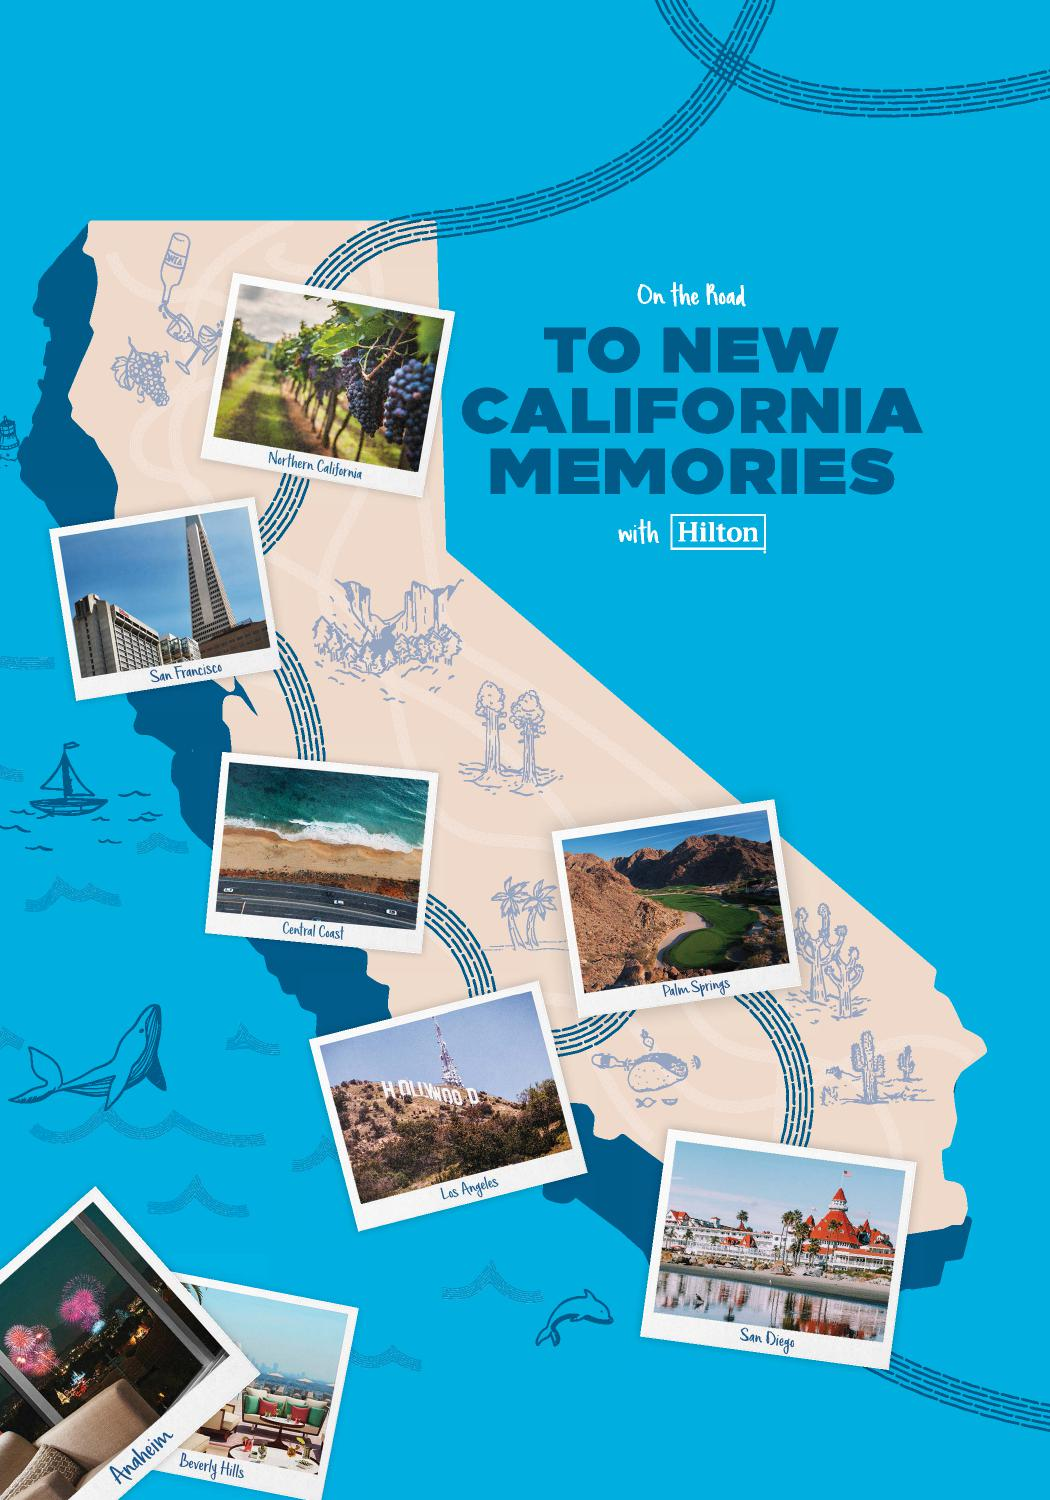 On the Road
TO NEW
CALIFORNIA
MEMORIES
with Hilton
Northern California
San Francisco
Central Coast
Palm Springs
HOLLYWOOD
Los Angeles
San Diego
Anaheim
Beverly Hills